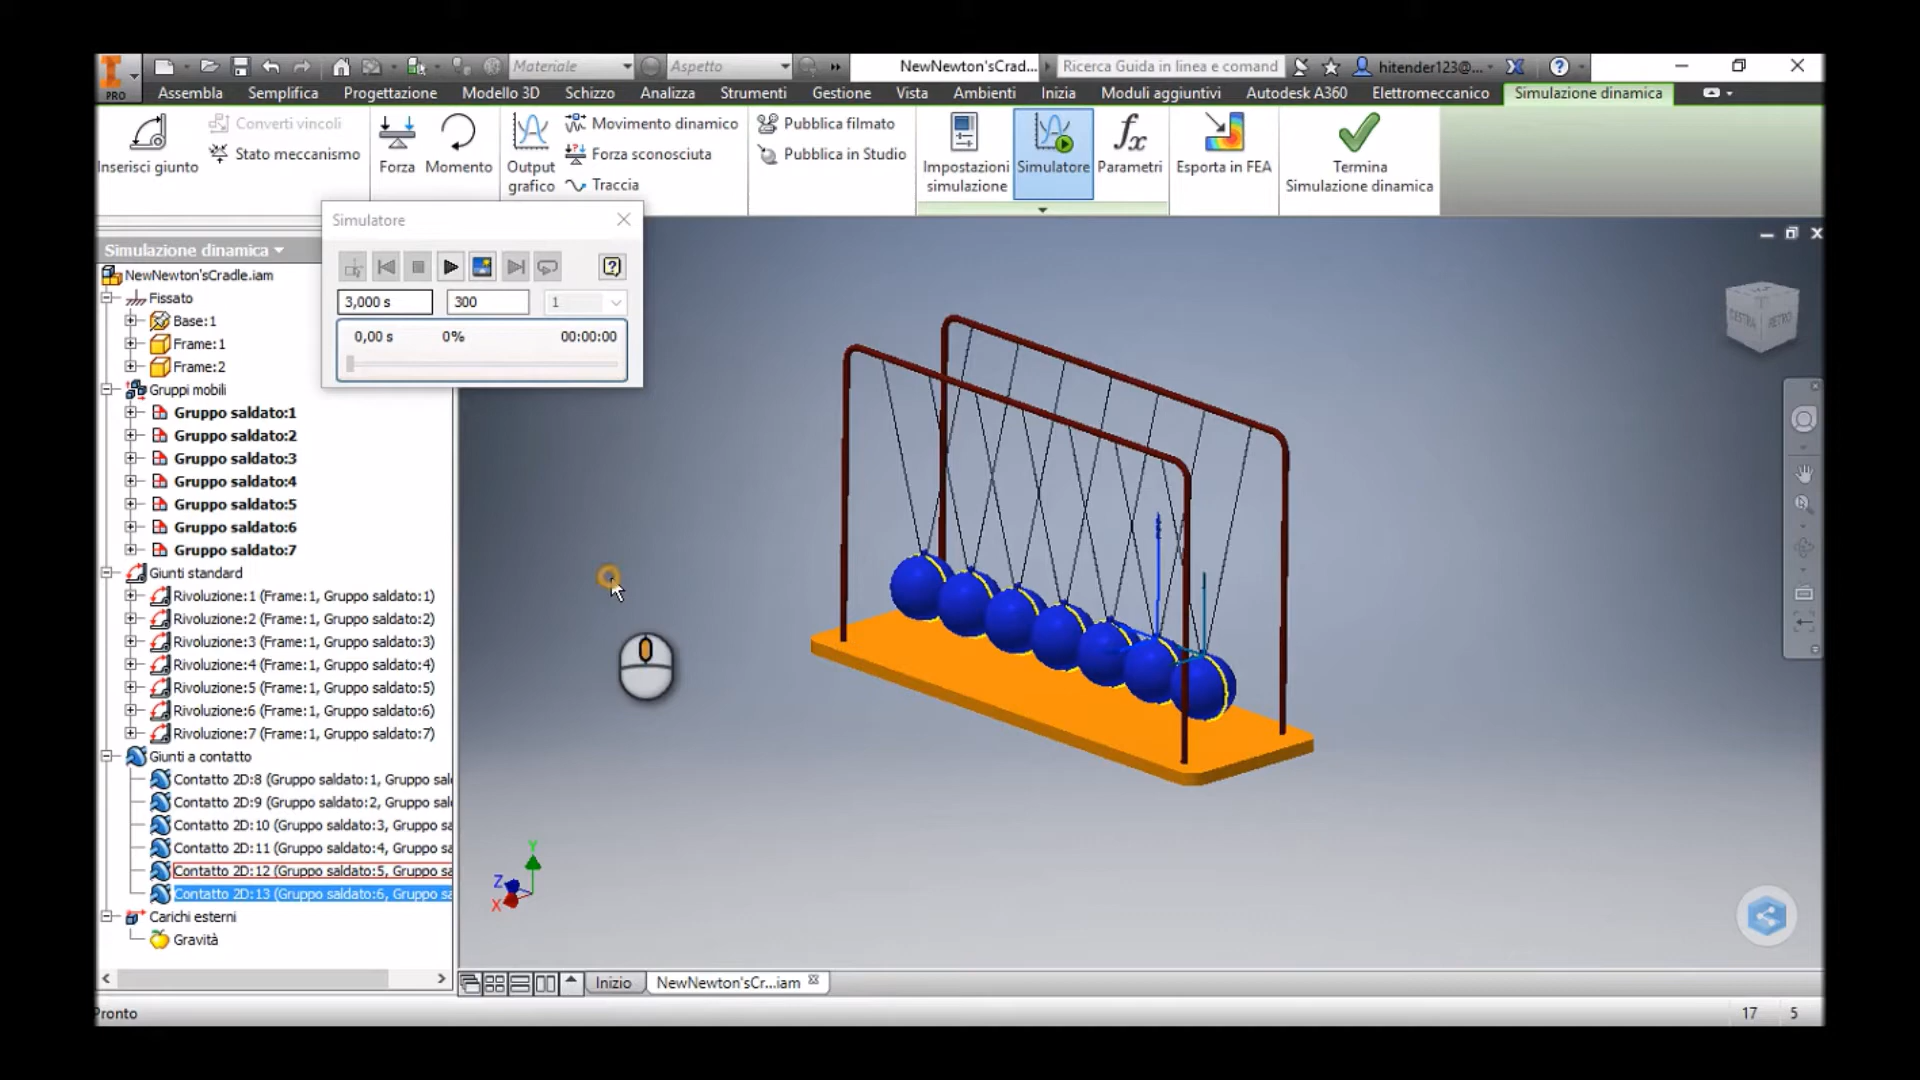 PRO
Materiale
Aspetto
NewNewton'sCrad...
Ricerca Guida in linea e comand
hitender123@...
Assembla
Semplifica
Progettazione
Modello 3D
Schizzo
Analizza
Strumenti
Gestione
Vista
Ambienti
Inizia
Moduli aggiuntivi
Autodesk A360
Elettromeccanico
Simulazione dinamica
Inserisci giunto
Converti vincoli
Stato meccanismo
Forza
Momento
Output
grafico
Movimento dinamico
Forza sconosciuta
Traccia
Pubblica filmato
Pubblica in Studio
Impostazioni
simulazione
Simulatore
fx
Parametri
Esporta in FEA
Termina
Simulazione dinamica
Simulatore
3,000 s
300
1
0,00 s
0%
00:00:00
Simulazione dinamica
NewNewton'sCradle.iam
Fissato
Base:1
Frame:1
Frame:2
Gruppi mobili
Gruppo saldato:1
Gruppo saldato:2
Gruppo saldato:3
Gruppo saldato:4
Gruppo saldato:5
Gruppo saldato:6
Gruppo saldato:7
Giunti standard
Rivoluzione:1 (Frame:1, Gruppo saldato:1)
Rivoluzione:2 (Frame:1, Gruppo saldato:2)
Rivoluzione:3 (Frame:1, Gruppo saldato:3)
Rivoluzione:4 (Frame:1, Gruppo saldato:4)
Rivoluzione:5 (Frame:1, Gruppo saldato:5)
Rivoluzione:6 (Frame:1, Gruppo saldato:6)
Rivoluzione:7 (Frame:1, Gruppo saldato:7)
Giunti a contatto
Contatto 2D:8 (Gruppo saldato:1, Gruppo sal
Contatto 2D:9 (Gruppo saldato:2, Gruppo sal
Contatto 2D:10 (Gruppo saldato:3, Gruppo sa
Contatto 2D:11 (Gruppo saldato:4, Gruppo sa
Contatto 2D:12 (Gruppo saldato:5, Gruppo sa
Contatto 2D:13 (Gruppo saldato:6, Gruppo sa
Carichi esterni
Gravità
RETRO
Y
Z
X
Inizio
NewNewton'sCr...iam
Pronto
17
5